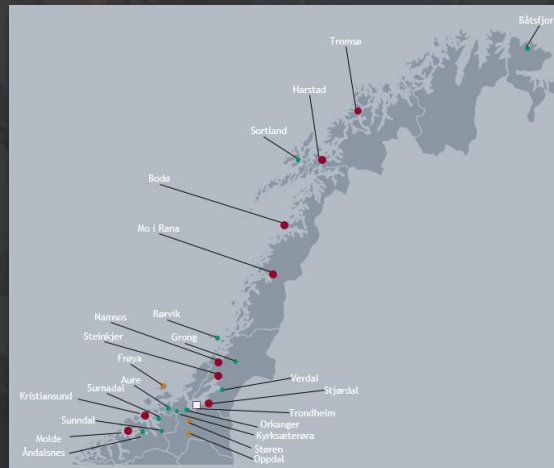 Båtsfjor
Tromsø
Harstad
Sortland
Bodø
Mo i Rana
Namsos
Rørvik
Steinkjer
Grong
Frøya
Aure
Verdal
Surnadal
Stjørdal
Kristiansund
Trondheim
Sunndal
Orkanger
Kyrksæterøra
Molde
Støren
Åndalsnes
Oppdal